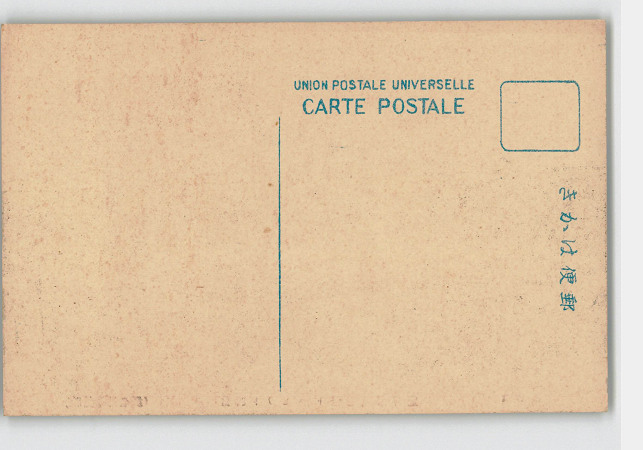 UNION POSTALE UNIVERSELLE
CARTE POSTALE
郵便はかき